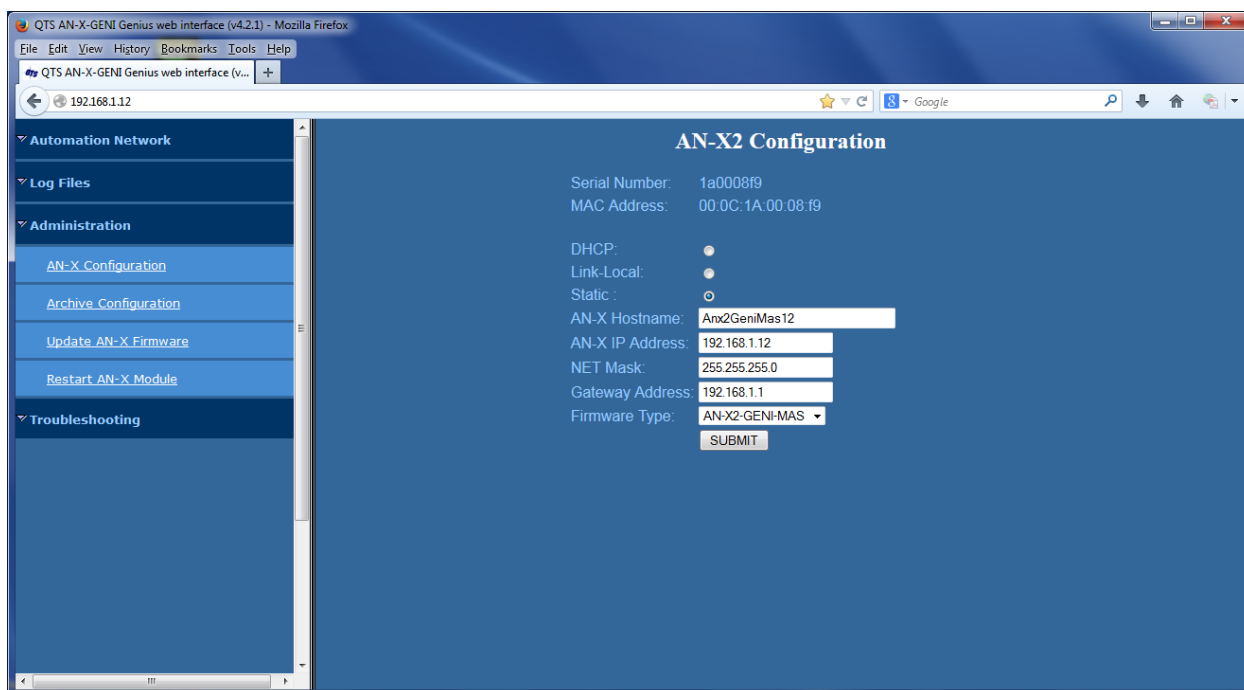 QTS AN-X-GENI Genius web interface (v4.2.1) - Mozilla Firefox
File Edit View History Bookmarks Tools Help
QTS AN-X-GENI Genius web interface (v... +
192.168.1.12 Google
Automation Network
Log Files
Administration
AN-X Configuration
Archive Configuration
Update AN-X Firmware
Restart AN-X Module
Troubleshooting
AN-X2 Configuration
Serial Number: 1a0008f9
MAC Address: 00:0C:1A:00:08:f9
DHCP:
Link-Local:
Static :
AN-X Hostname: Anx2GeniMas12
AN-X IP Address: 192.168.1.12
NET Mask: 255.255.255.0
Gateway Address: 192.168.1.1
Firmware Type: AN-X2-GENI-MAS
SUBMIT